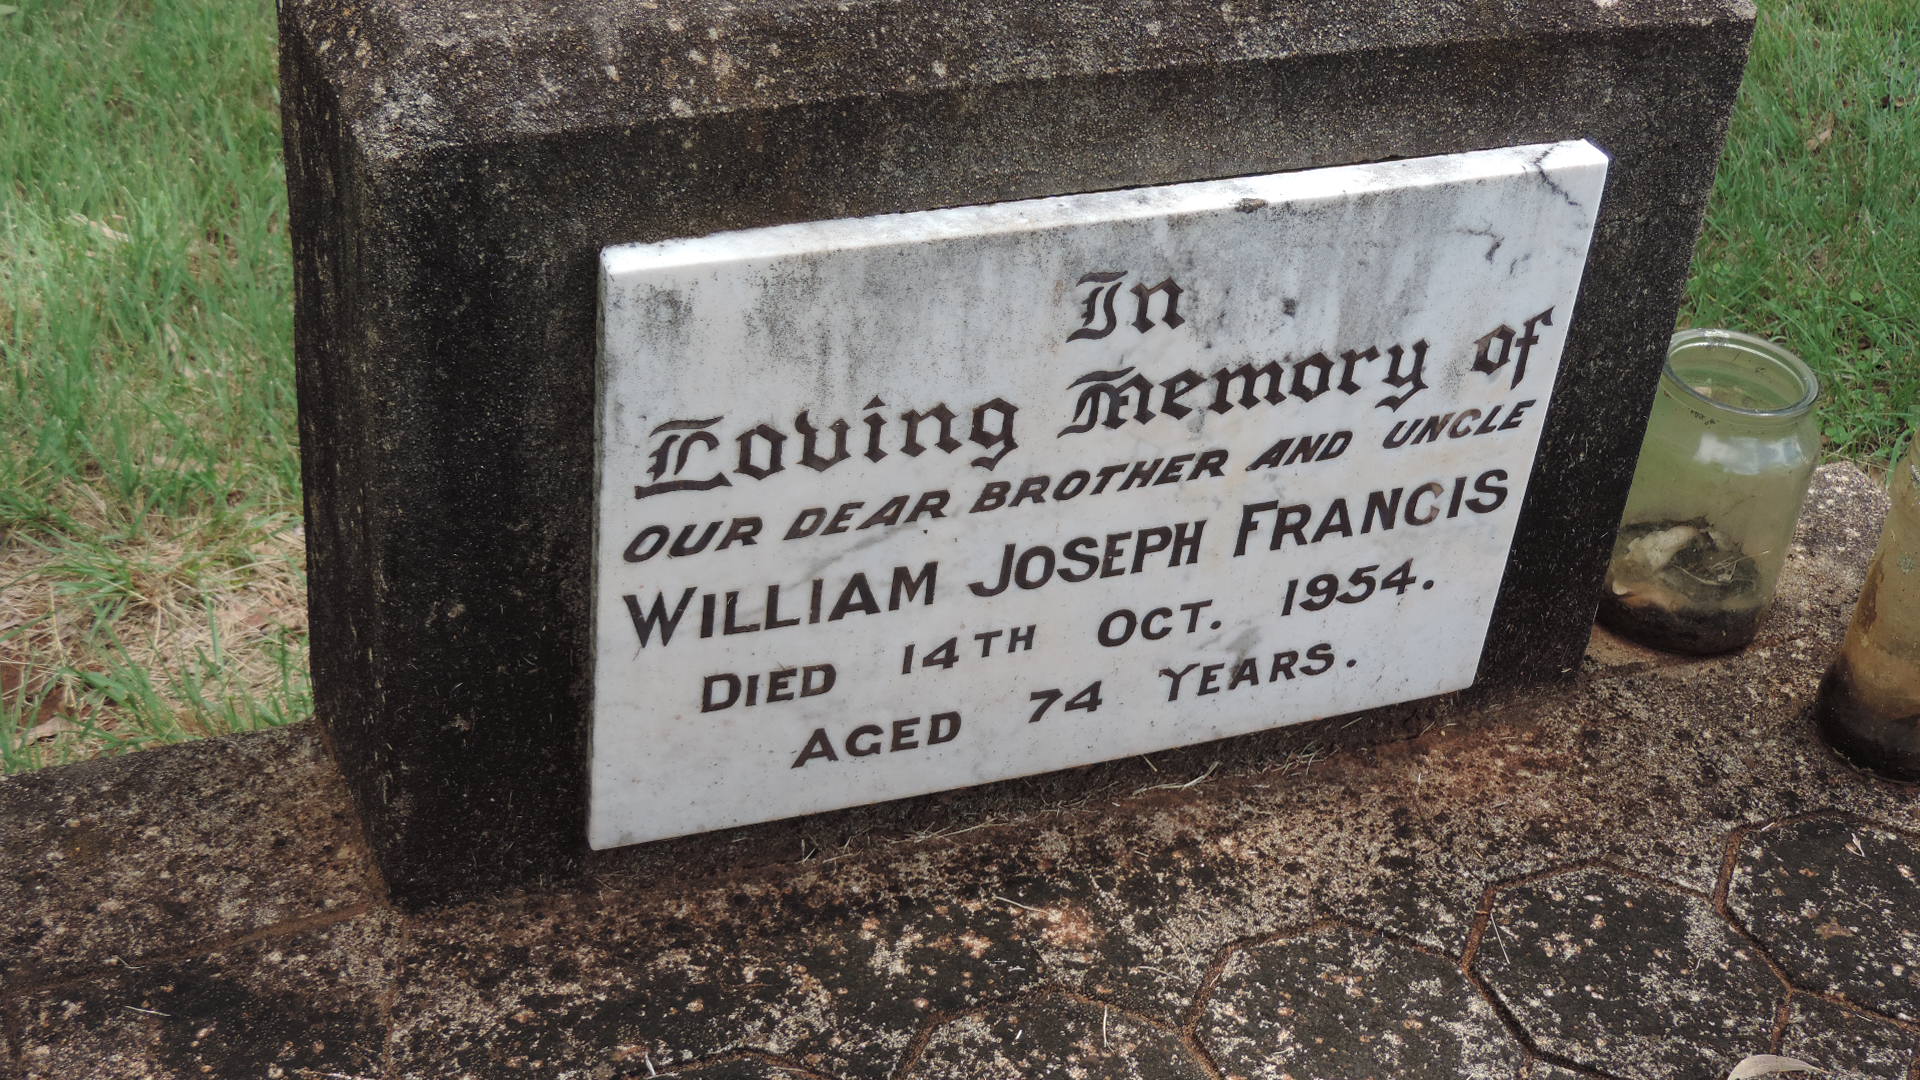 In
Loving Memory of
OUR DEAR BROTHER AND UNCLE
WILLIAM JOSEPH FRANCIS
DIED 14TH OCT. 1954.
AGED 74 YEARS.